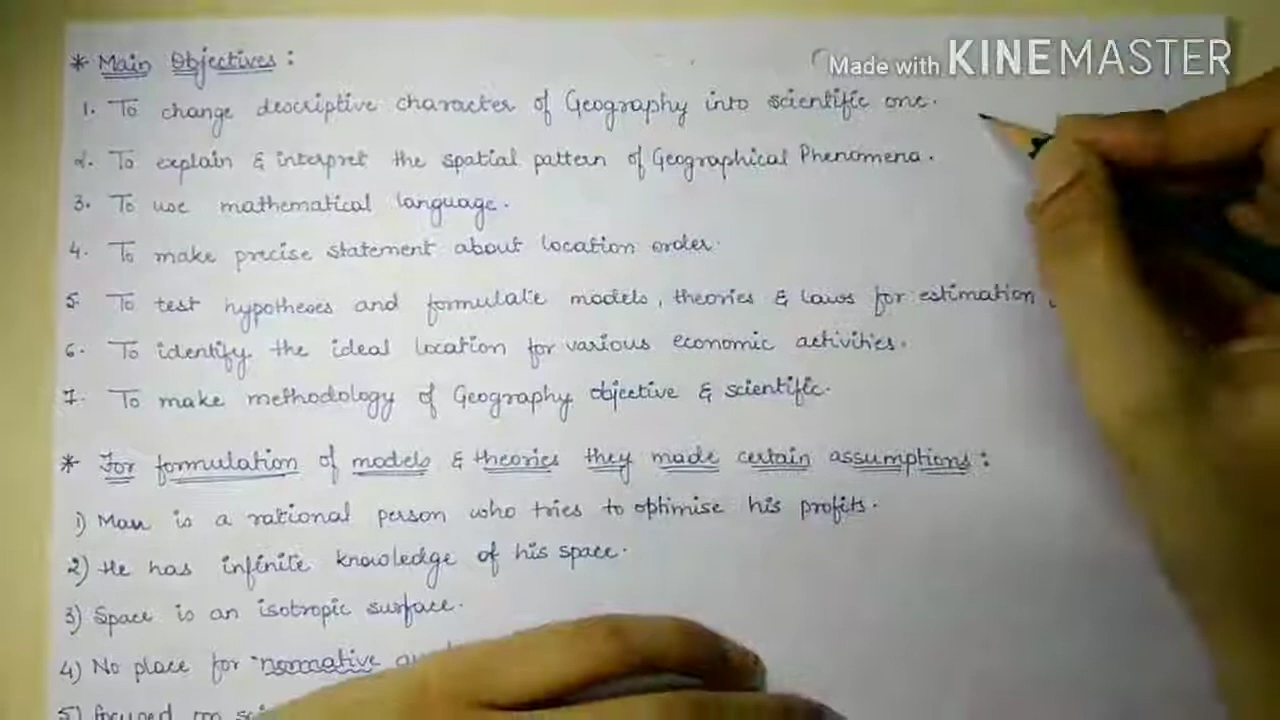 Made with KINEMASTER
* Main Objectives :
1. To change descriptive character of Geography into scientific one.
2. To explain & interpret the spatial pattern of Geographical Phenomena.
3. To use mathematical language.
4. To make precise statement about location order.
5. To test hypotheses and formulate models, theories & laws for estimation
6. To identify the ideal location for various economic activities.
7. To make methodology of Geography objective & scientific.
* For formulation of models & theories they made certain assumptions :
1) Man is a rational person who tries to optimise his profits.
2) He has infinite knowledge of his space.
3) Space is an isotropic surface.
4) No place for normative
5) focused on